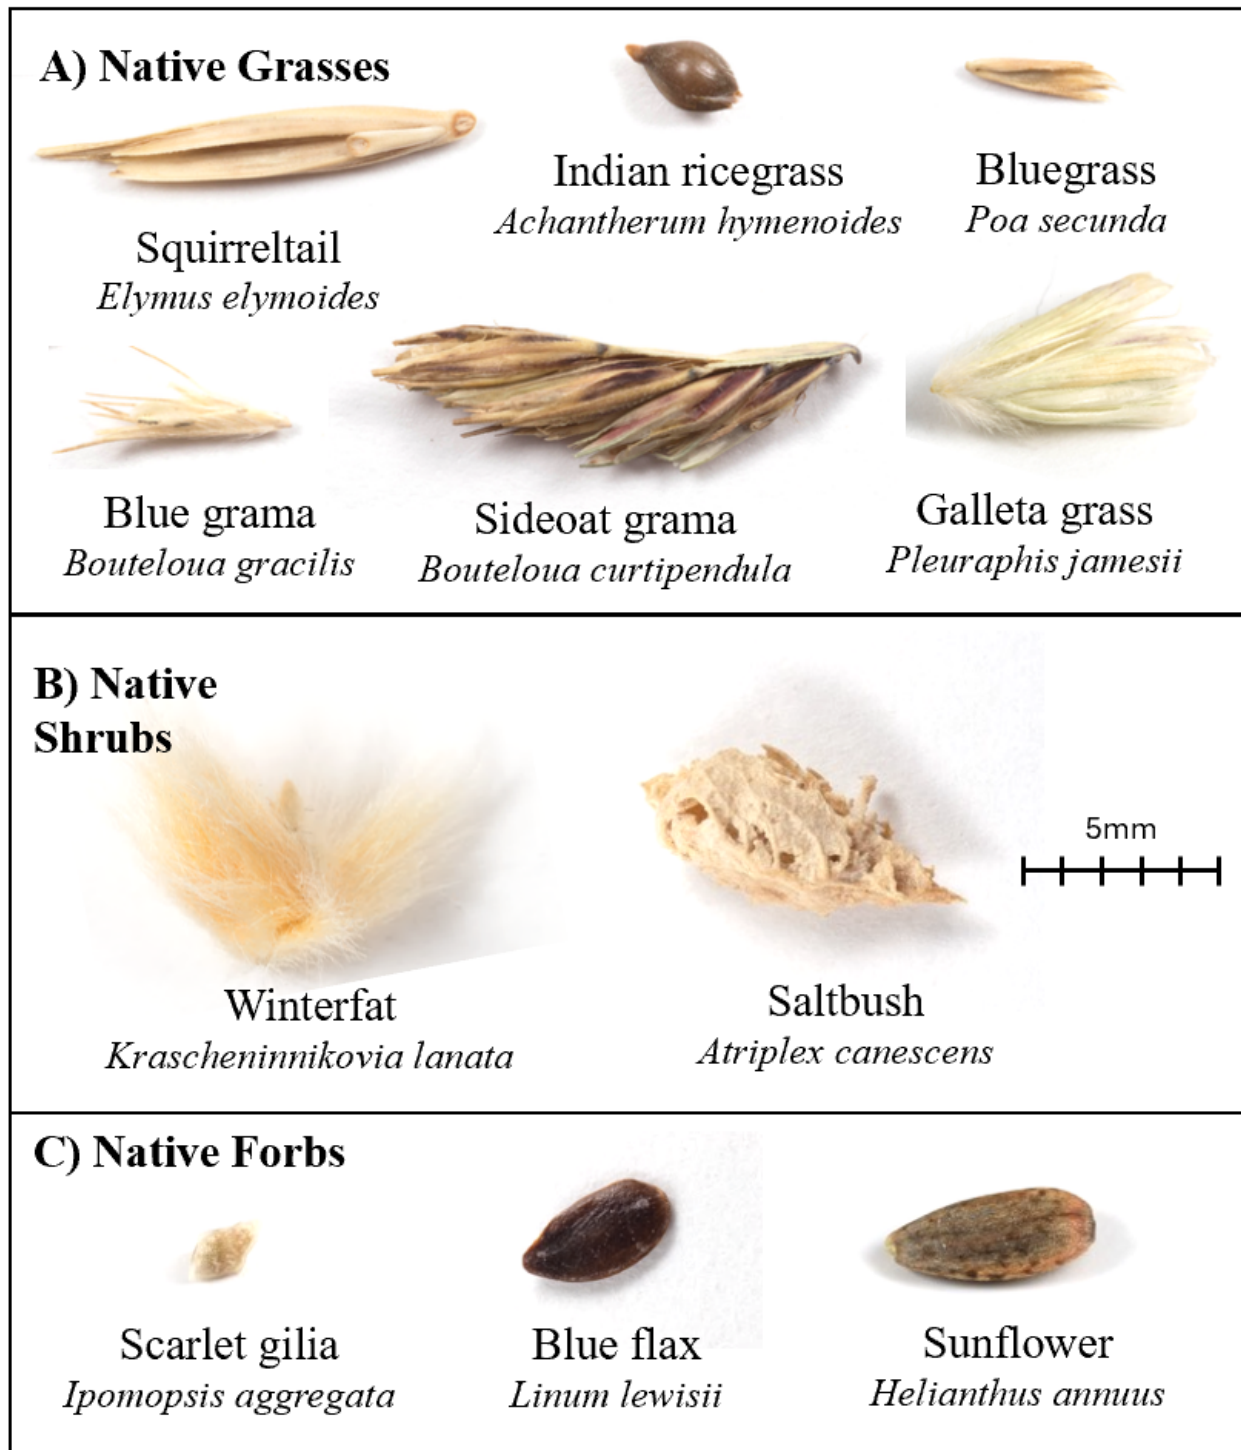 A) Native Grasses
Squirreltail
Elymus elymoides
Indian ricegrass
Achantherum hymenoides
Bluegrass
Poa secunda
Blue grama
Bouteloua gracilis
Sideoat grama
Bouteloua curtipendula
Galleta grass
Pleuraphis jamesii
B) Native
Shrubs
Winterfat
Krascheninnikovia lanata
Saltbush
Atriplex canescens
5mm
C) Native Forbs
Scarlet gilia
Ipomopsis aggregata
Blue flax
Linum lewisii
Sunflower
Helianthus annuus